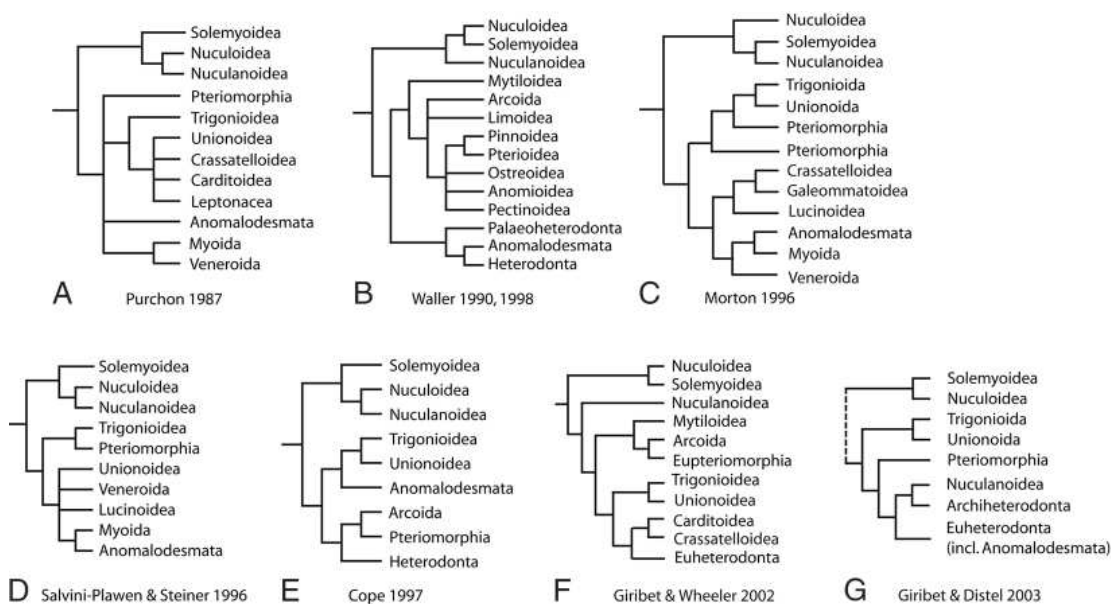 Solemyoidea
Nuculoidea
Nuculanoidea
Pteriomorphia
Trigonioidea
Unionoidea
Crassatelloidea
Carditoidea
Leptonacea
Anomalodesmata
Myoida
Veneroida
A Purchon 1987
Nuculoidea
Solemyoidea
Nuculanoidea
Mytiloidea
Arcoida
Limoidea
Pinnoidea
Pterioidea
Ostreoidea
Anomioidea
Pectinoidea
Palaeoheterodonta
Anomalodesmata
Heterodonta
B Waller 1990, 1998
Nuculoidea
Solemyoidea
Nuculanoidea
Trigonioida
Unionoida
Pteriomorphia
Pteriomorphia
Crassatelloidea
Galeommatoidea
Lucinoidea
Anomalodesmata
Myoida
Veneroida
C Morton 1996
Solemyoidea
Nuculoidea
Nuculanoidea
Trigonioidea
Pteriomorphia
Unionoidea
Veneroida
Lucinoidea
Myoida
Anomalodesmata
D Salvini-Plawen & Steiner 1996
Solemyoidea
Nuculoidea
Nuculanoidea
Trigonioidea
Unionoidea
Anomalodesmata
Arcoida
Pteriomorphia
Heterodonta
E Cope 1997
Nuculoidea
Solemyoidea
Nuculanoidea
Mytiloidea
Arcoida
Eupteriomorphia
Trigonioidea
Unionoidea
Carditoidea
Crassatelloidea
Euheterodonta
F Giribet & Wheeler 2002
Solemyoidea
Nuculoidea
Trigonioida
Unionoida
Pteriomorphia
Nuculanoidea
Archiheterodonta
Euheterodonta
(incl. Anomalodesmata)
G Giribet & Distel 2003